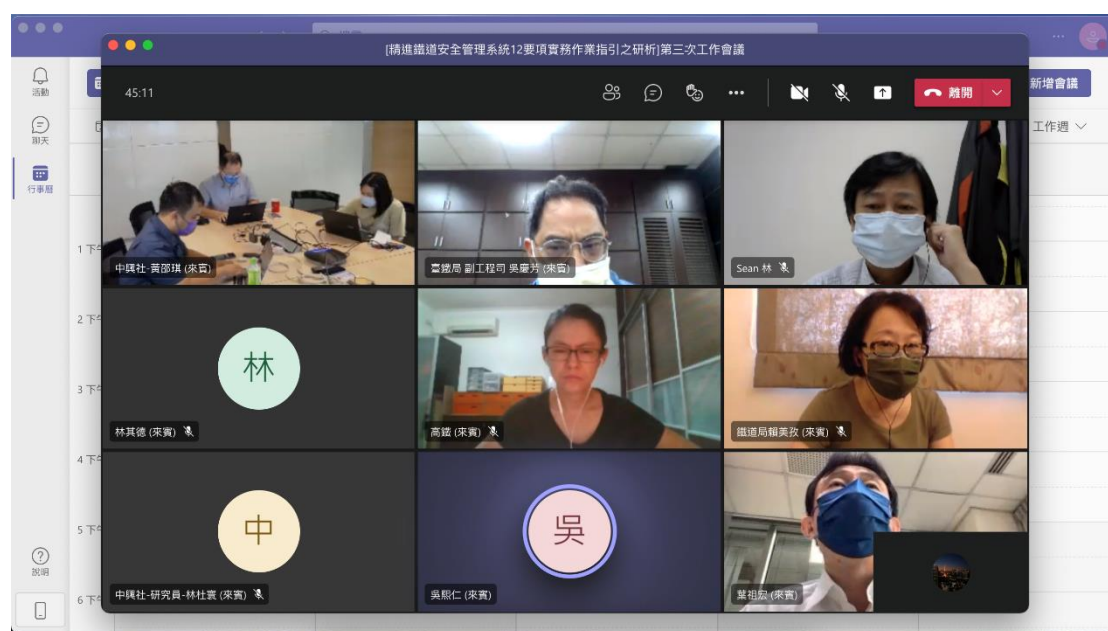 [精進鐵道安全管理系統12要項實務作業指引之研析]第三次工作會議
活動
45:11
離開
新增會議
聊天
工作週
行事曆
1 下午
中興社-黃郘琪 (來賓)
臺鐵局 副工程司 吳慶芳 (來賓)
Sean 林
2 下午
林
3 下午
林其德 (來賓)
高鐵 (來賓)
鐵道局賴美孜 (來賓)
4 下午
中
吳
5 下午
說明
中興社-研究員-林杜寰 (來賓)
吳熙仁 (來賓)
葉祖宏 (來賓)
6 下午